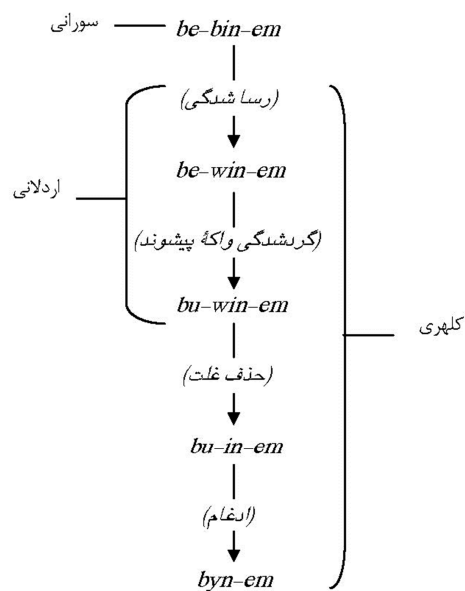 سورانی be-bin-em
(رسا شدگی)
be-win-em
اردلانی
(گردشدگی واکۀ پیشوند)
bu-win-em
کلهری
(حذف غلت)
bu-in-em
(ادغام)
byn-em